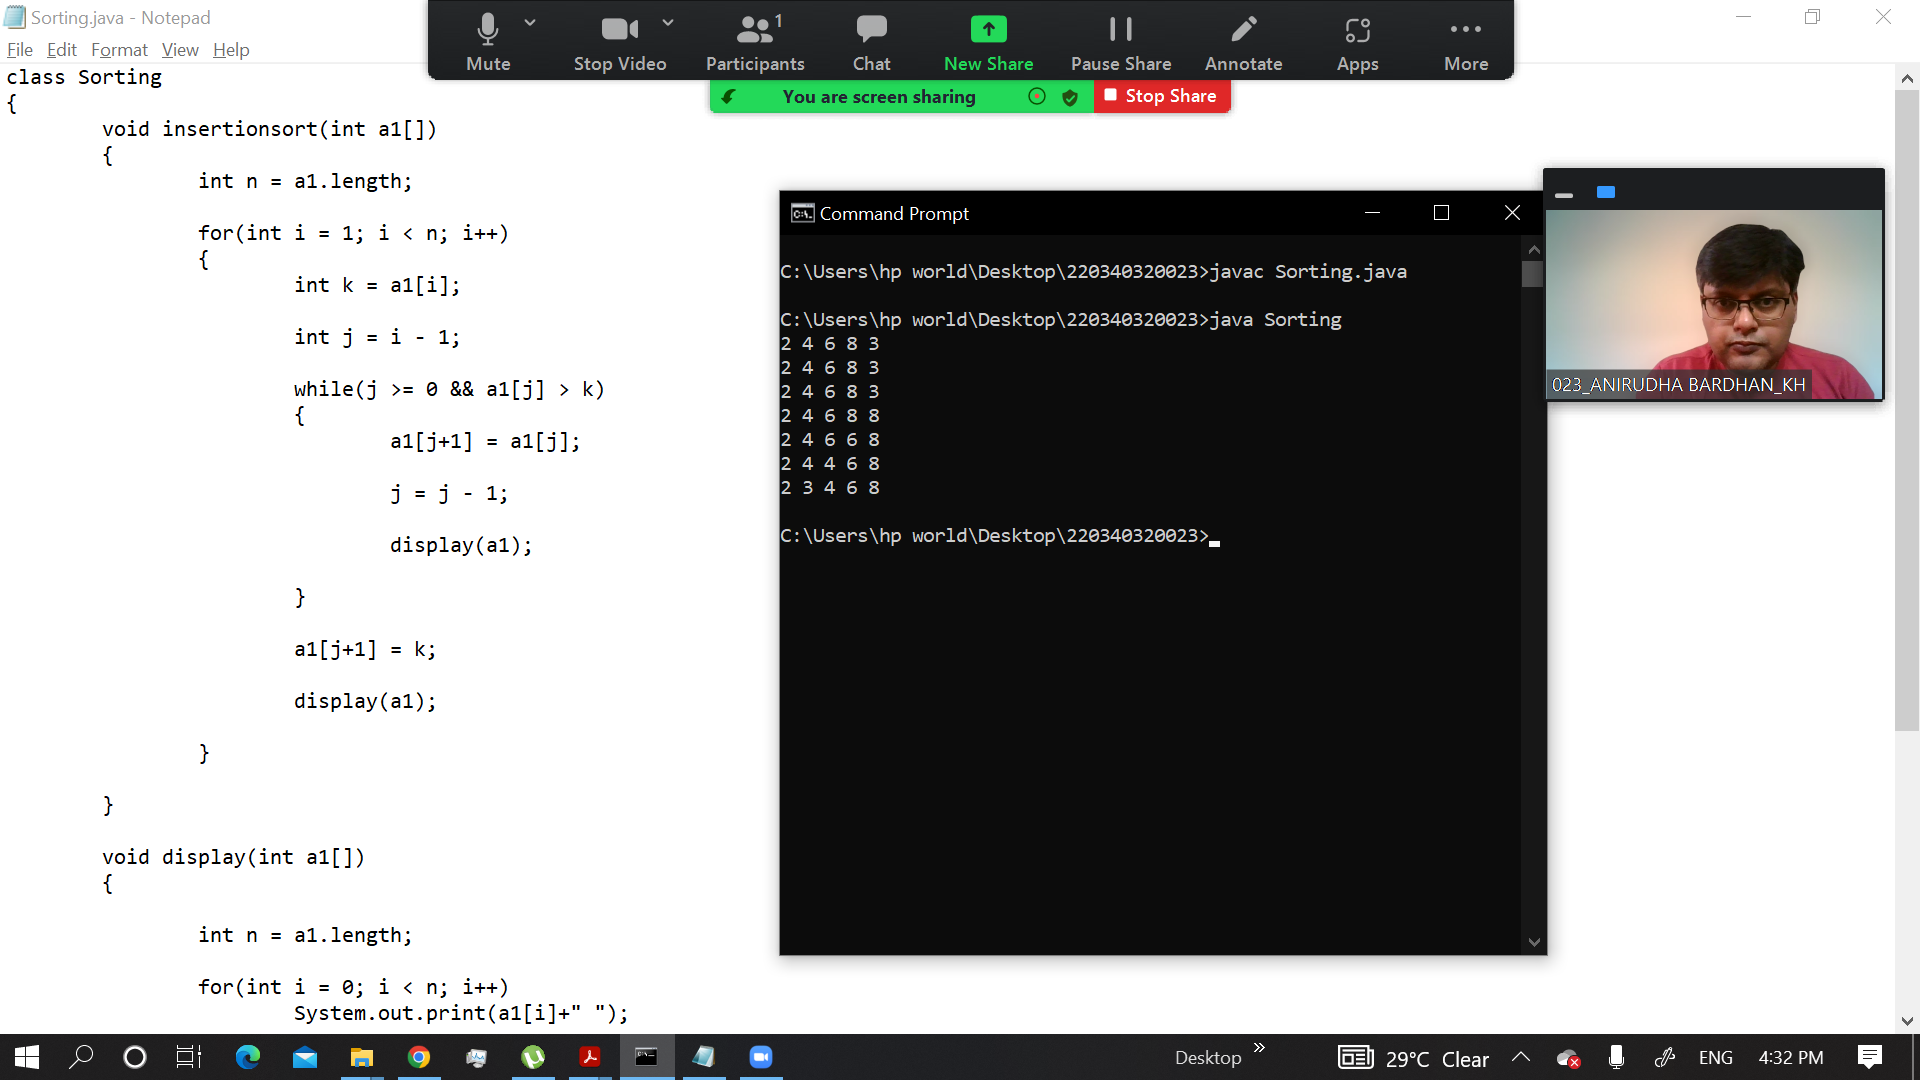 Sorting.java - Notepad
File Edit Format View Help
Mute Stop Video Participants 1 Chat New Share Pause Share Annotate Apps More
You are screen sharing Stop Share
class Sorting
{
void insertionsort(int a1[])
{
int n = a1.length;
for(int i = 1; i < n; i++)
{
int k = a1[i];
int j = i - 1;
while(j >= 0 && a1[j] > k)
{
a1[j+1] = a1[j];
j = j - 1;
display(a1);
}
a1[j+1] = k;
display(a1);
}
}
void display(int a1[])
{
int n = a1.length;
for(int i = 0; i < n; i++)
System.out.print(a1[i]+" ");
Command Prompt
C:\Users\hp world\Desktop\220340320023>javac Sorting.java
C:\Users\hp world\Desktop\220340320023>java Sorting
2 4 6 8 3
2 4 6 8 3
2 4 6 8 3
2 4 6 8 8
2 4 6 6 8
2 4 4 6 8
2 3 4 6 8
C:\Users\hp world\Desktop\220340320023>
023_ANIRUDHA BARDHAN_KH
Desktop 29°C Clear ENG 4:32 PM